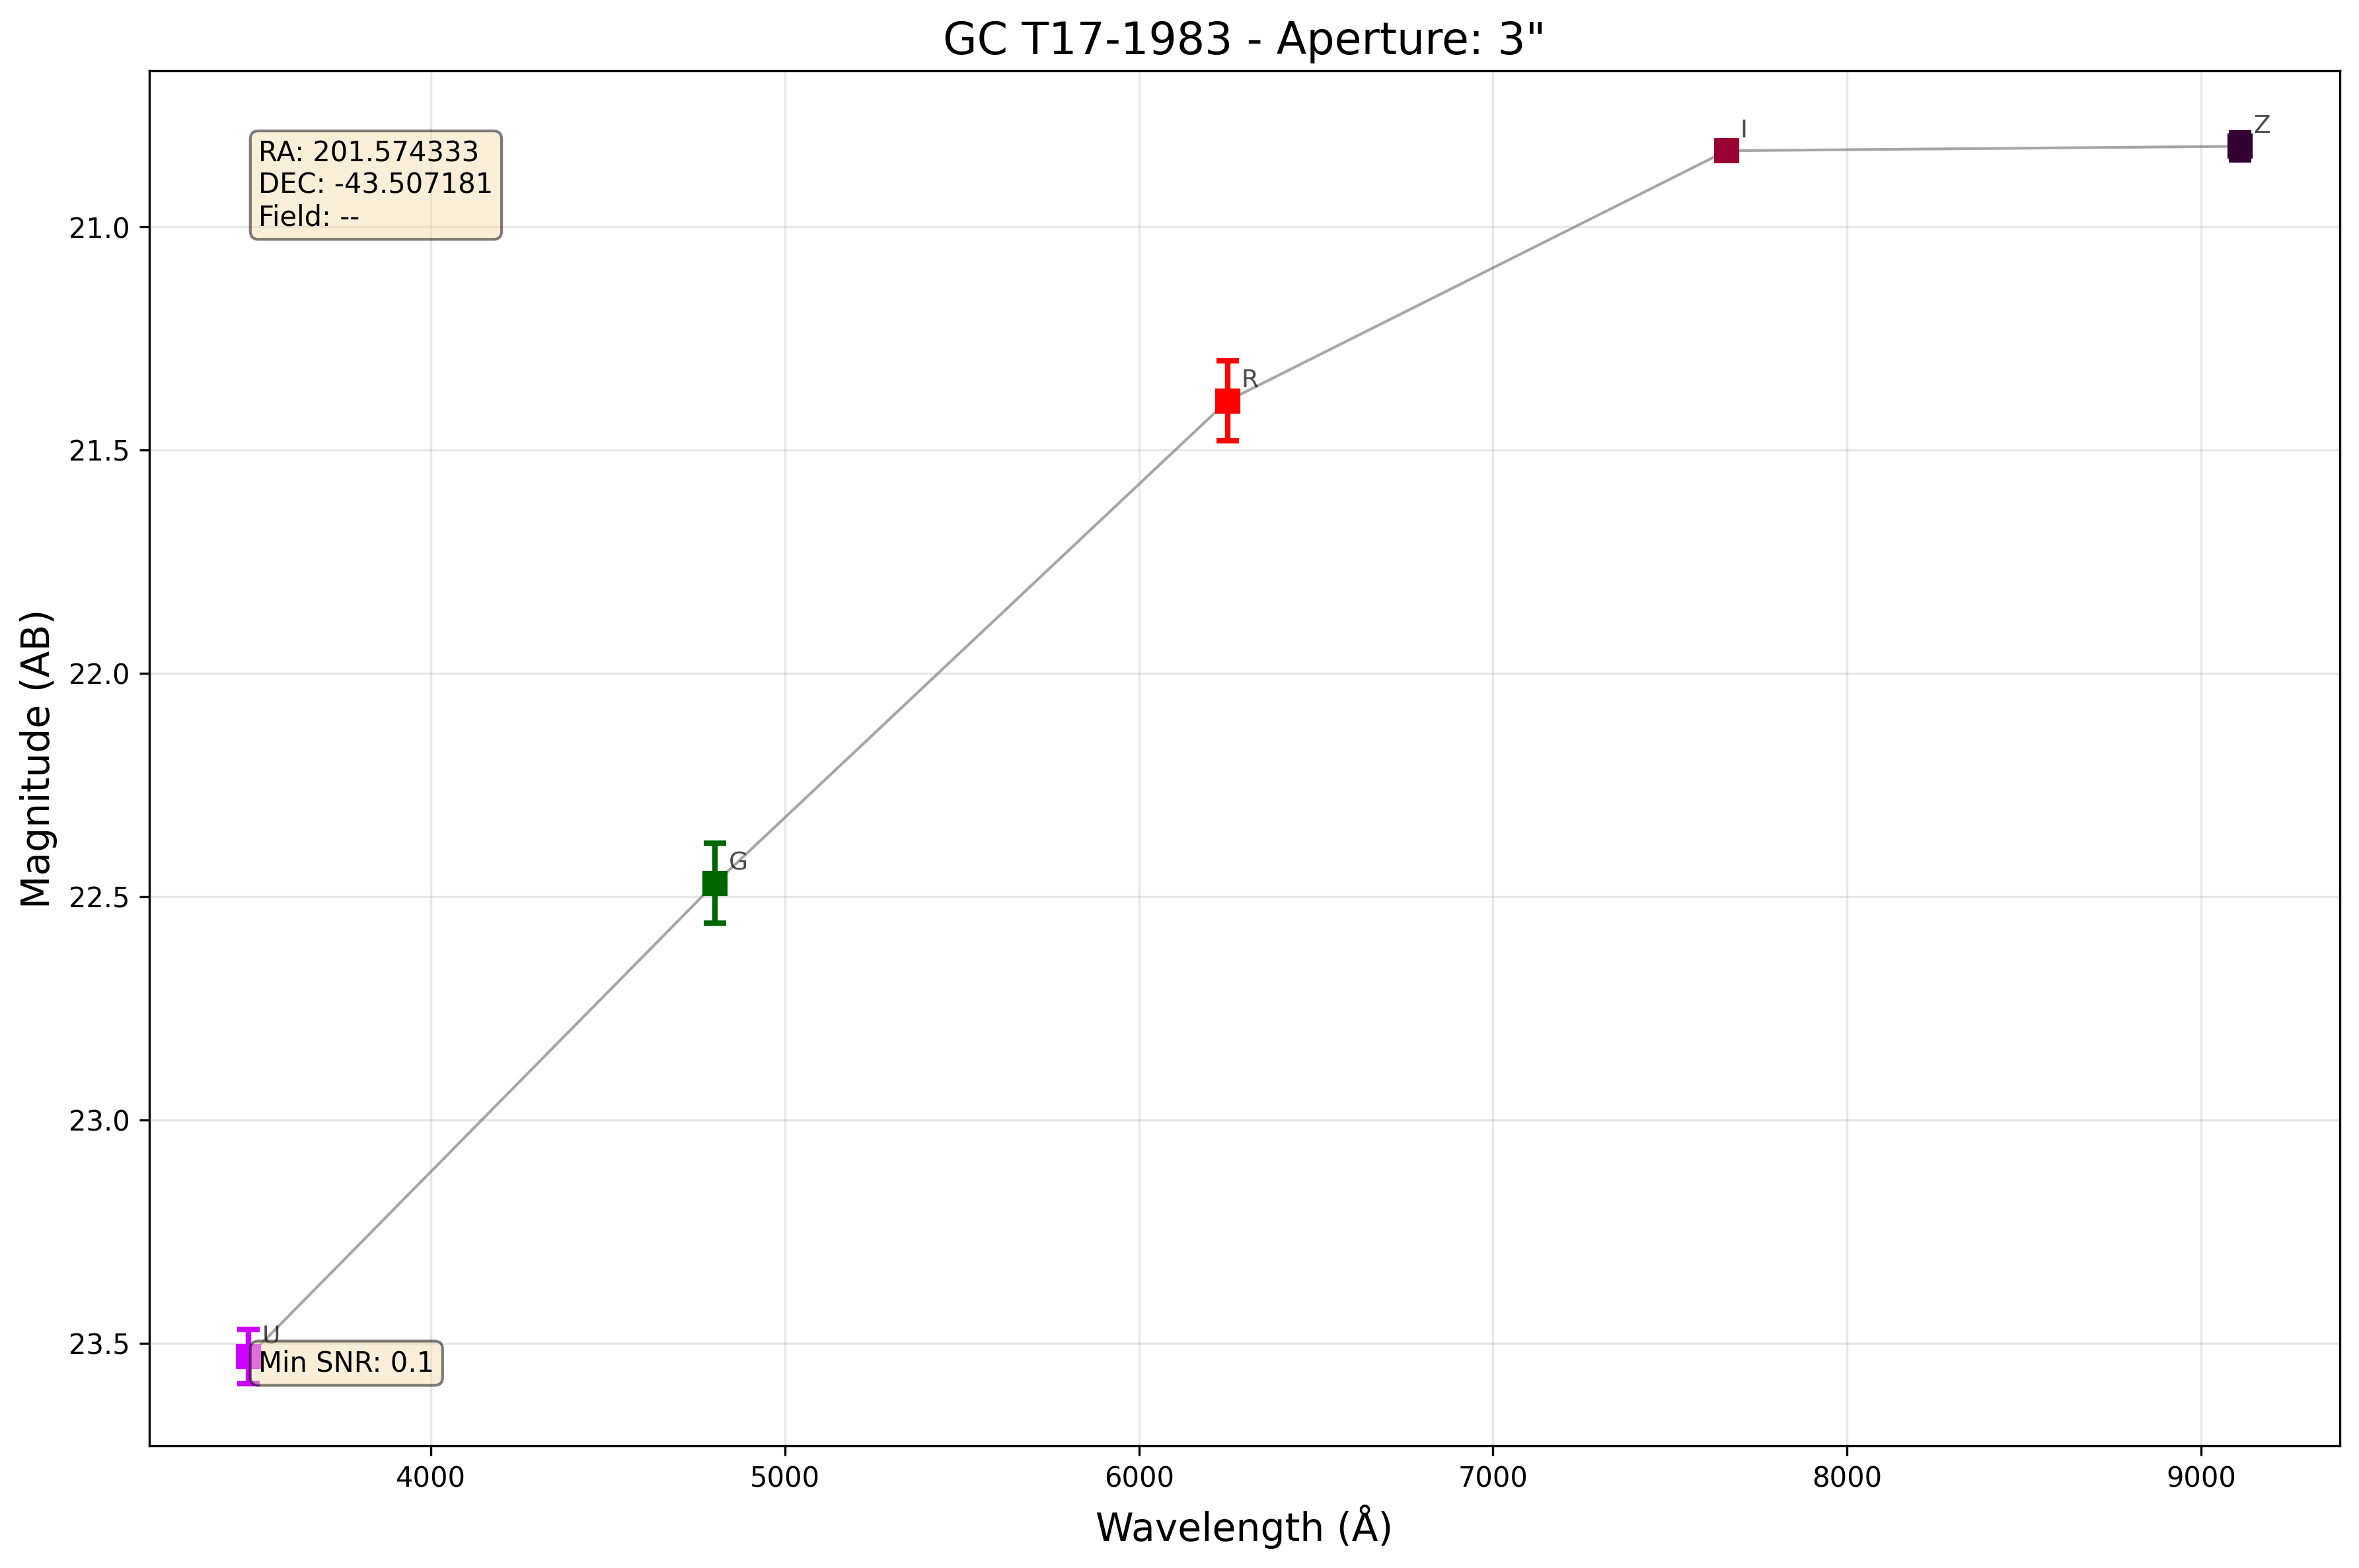 GC T17-1983 - Aperture: 3"
RA: 201.574333
DEC: -43.507181
Field: --
I
Z
R
G
U
Min SNR: 0.1
21.0
21.5
22.0
22.5
23.0
23.5
Magnitude (AB)
4000 5000 6000 7000 8000 9000
Wavelength (Å)